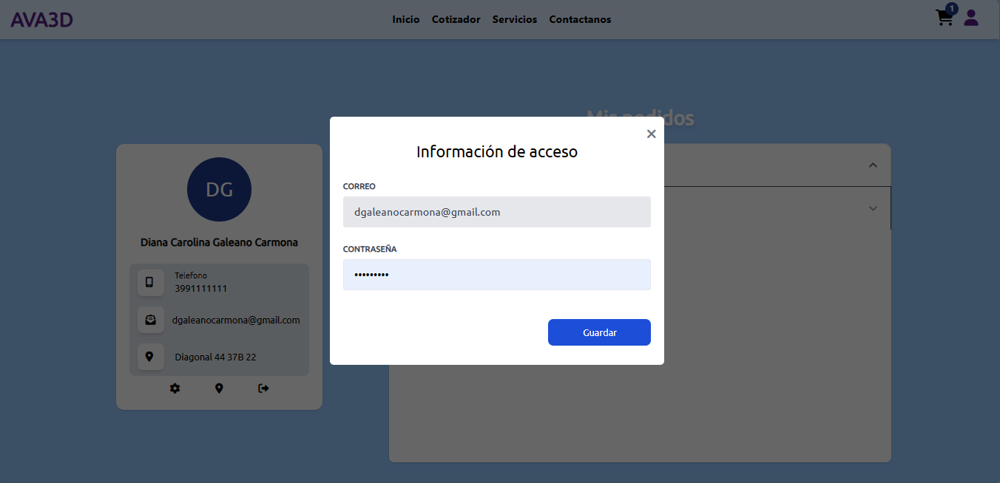 AVA3D
Inicio Cotizador Servicios Contactanos
1
Mis pedidos
DG
Diana Carolina Galeano Carmona
Telefono
3991111111
dgaleanocarmona@gmail.com
Diagonal 44 37B 22
Información de acceso
CORREO
dgaleanocarmona@gmail.com
CONTRASEÑA
•••••••••
Guardar